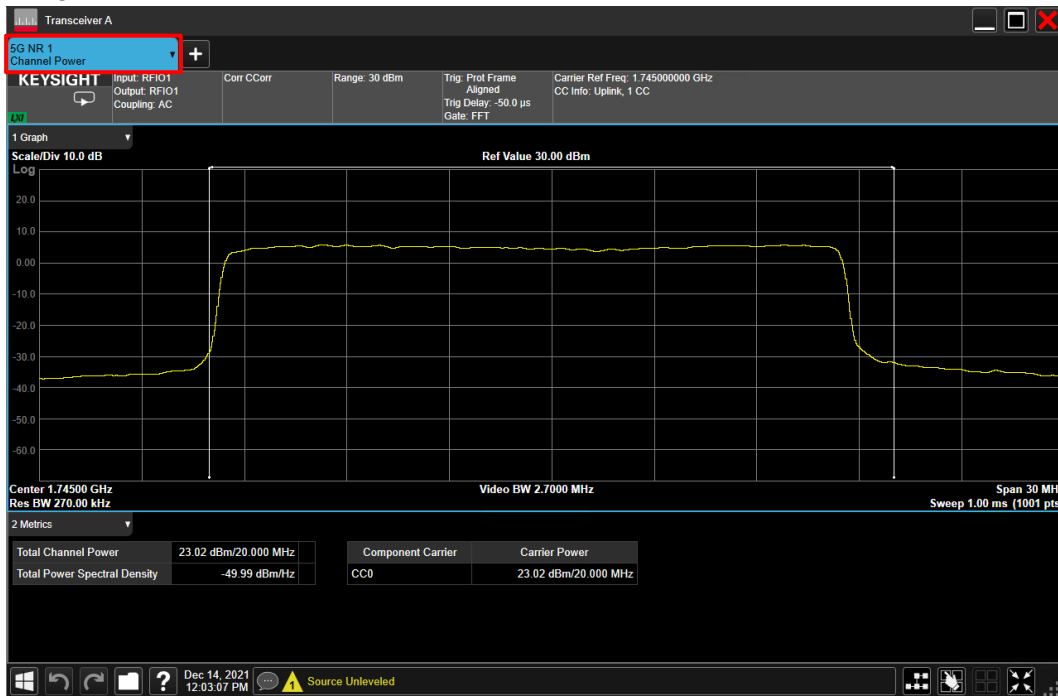 Transceiver A
5G NR 1
Channel Power
+
KEYSIGHT
LXI
Input: RFIO1
Output: RFIO1
Coupling: AC
Corr CCorr
Range: 30 dBm
Trig: Prot Frame
Aligned
Trig Delay: -50.0 µs
Gate: FFT
Carrier Ref Freq: 1.745000000 GHz
CC Info: Uplink, 1 CC
1 Graph
Scale/Div 10.0 dB
Ref Value 30.00 dBm
Log
20.0
10.0
0.00
-10.0
-20.0
-30.0
-40.0
-50.0
-60.0
Center 1.74500 GHz
Video BW 2.7000 MHz
Span 30 MH
Res BW 270.00 kHz
Sweep 1.00 ms (1001 pts
2 Metrics
Total Channel Power 23.02 dBm/20.000 MHz
Total Power Spectral Density -49.99 dBm/Hz
Component Carrier Carrier Power
CC0 23.02 dBm/20.000 MHz
?
Dec 14, 2021
12:03:07 PM
1
Source Unleveled